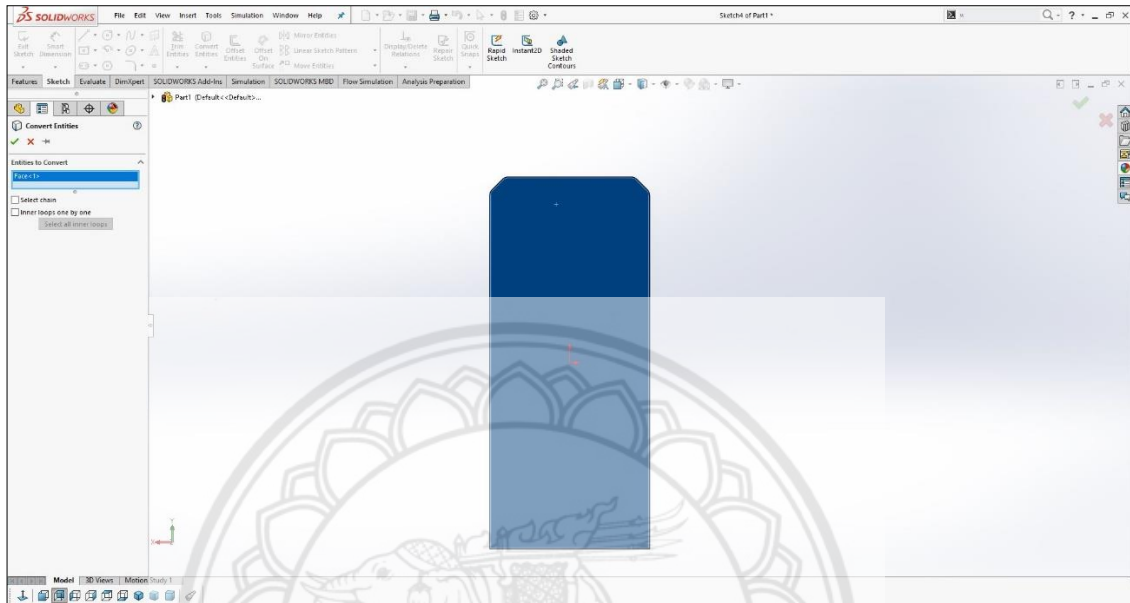 SOLIDWORKS File Edit View Insert Tools Simulation Window Help Sketch4 of Part1 *
Exit Sketch Smart Dimension Trim Entities Convert Entities Offset Entities Offset On Surface Mirror Entities Linear Sketch Pattern Move Entities Display/Delete Relations Repair Sketch Quick Snaps Rapid Sketch Instant2D Shaded Sketch Contours
Features Sketch Evaluate DimXpert SOLIDWORKS Add-Ins Simulation SOLIDWORKS MBD Flow Simulation Analysis Preparation
Part1 (Default<<Default>...
Convert Entities
Entities to Convert
Face<1>
Select chain
Inner loops one by one
Select all inner loops
Model 3D Views Motion Study 1